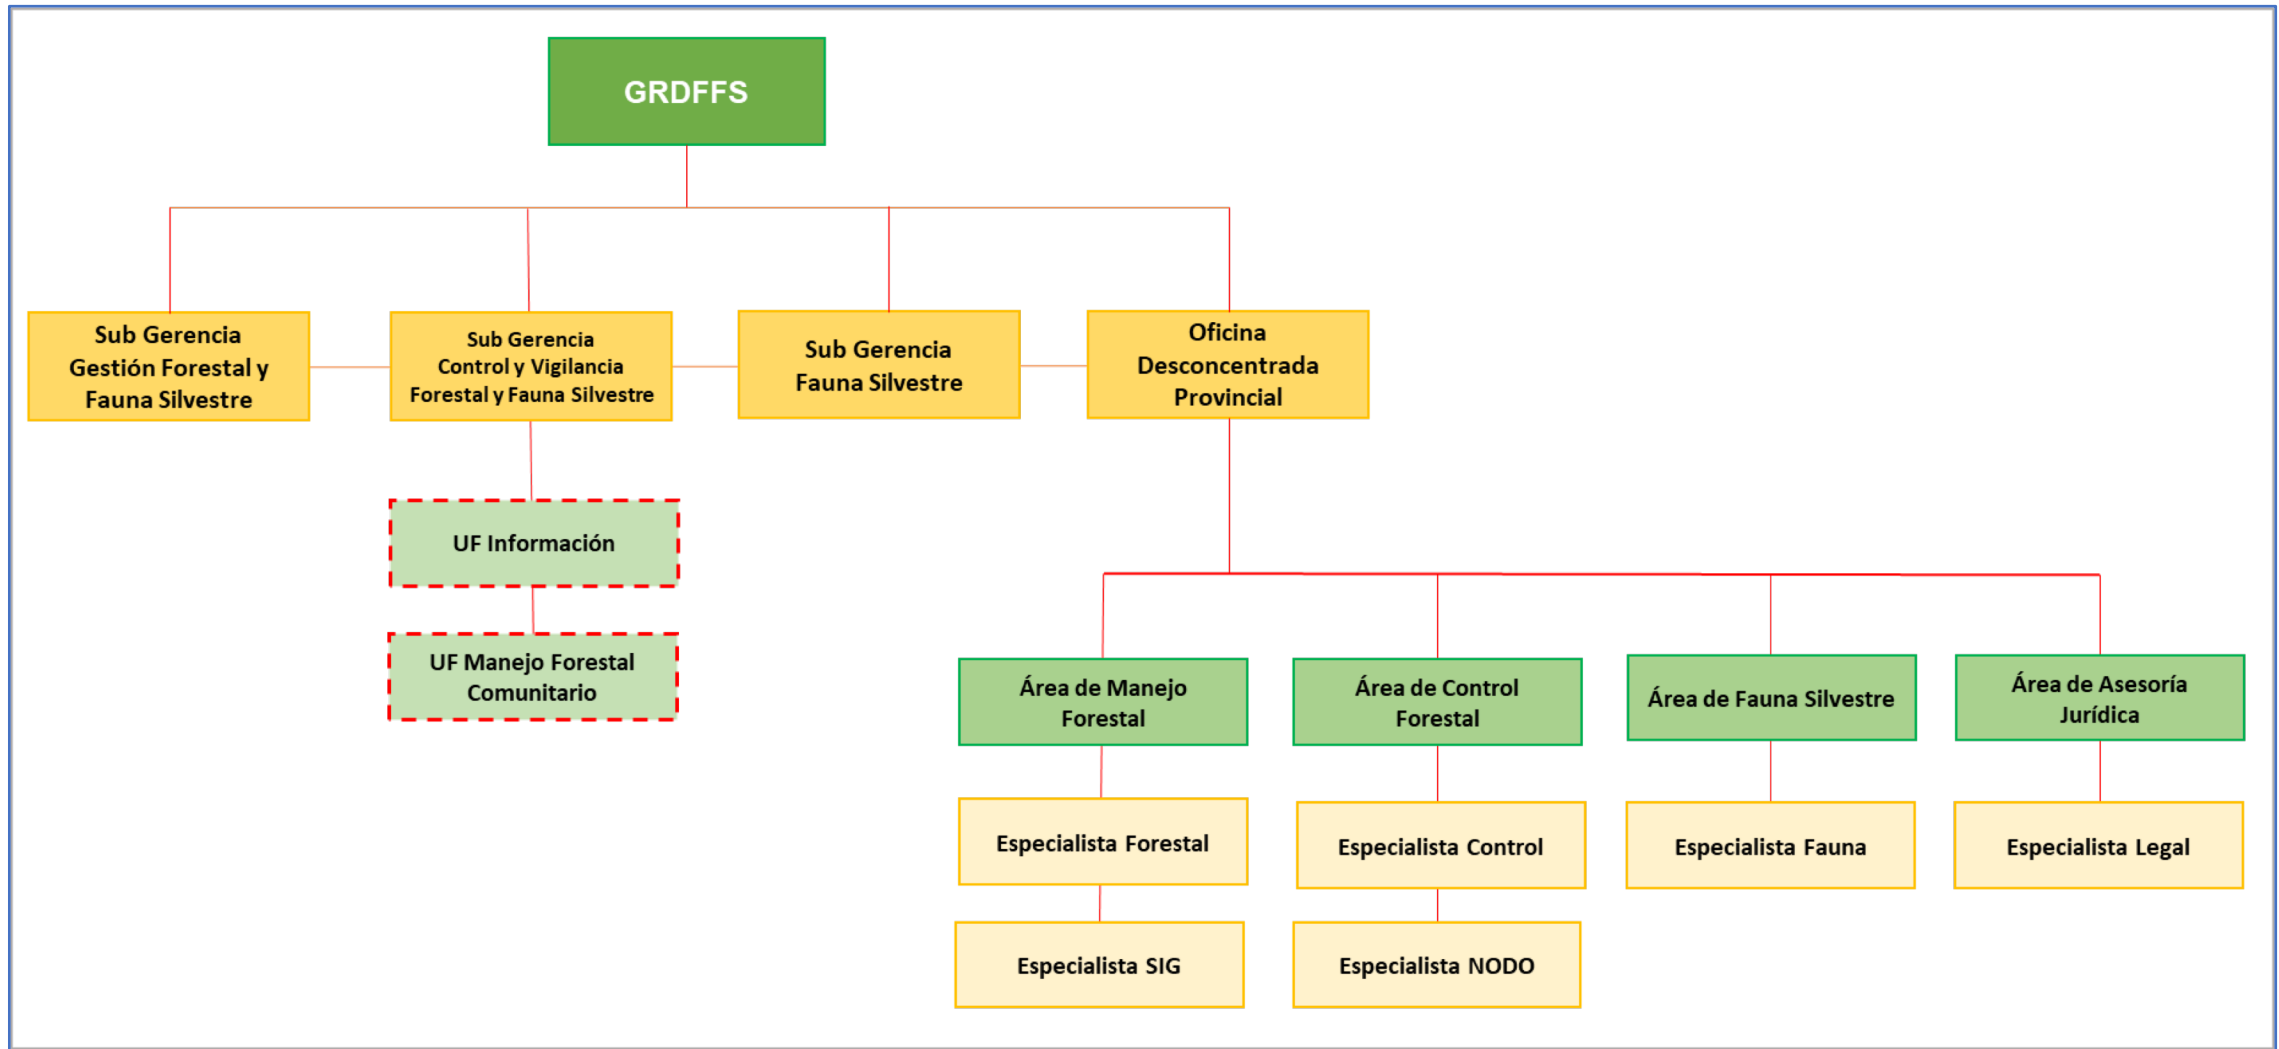 GRDFFS
Sub Gerencia
Gestión Forestal y
Fauna Silvestre
Sub Gerencia
Control y Vigilancia
Forestal y Fauna Silvestre
Sub Gerencia
Fauna Silvestre
Oficina
Desconcentrada
Provincial
UF Información
UF Manejo Forestal
Comunitario
Área de Manejo
Forestal
Área de Control
Forestal
Área de Fauna Silvestre
Área de Asesoría
Jurídica
Especialista Forestal
Especialista Control
Especialista Fauna
Especialista Legal
Especialista SIG
Especialista NODO